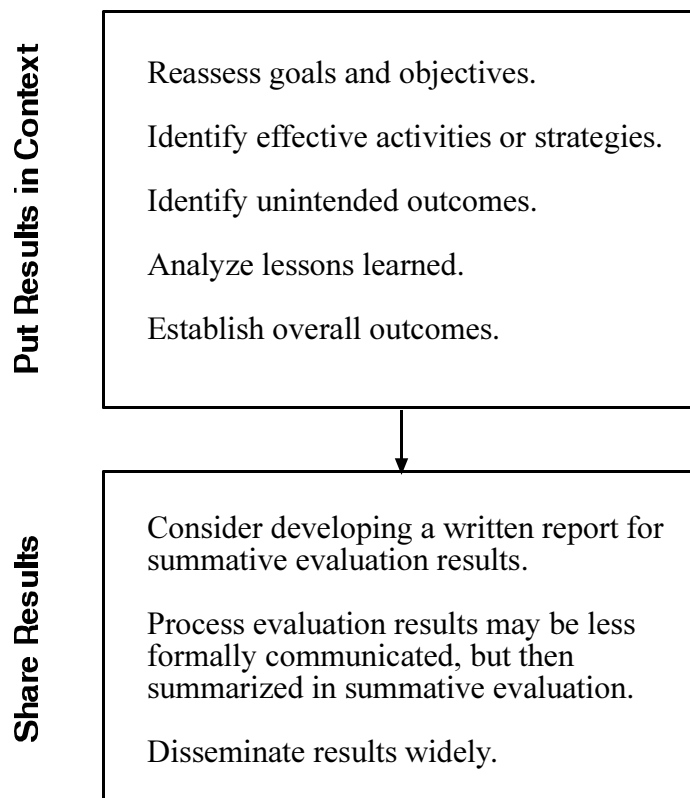 Put Results in Context
Reassess goals and objectives.
Identify effective activities or strategies.
Identify unintended outcomes.
Analyze lessons learned.
Establish overall outcomes.
Share Results
Consider developing a written report for
summative evaluation results.
Process evaluation results may be less
formally communicated, but then
summarized in summative evaluation.
Disseminate results widely.